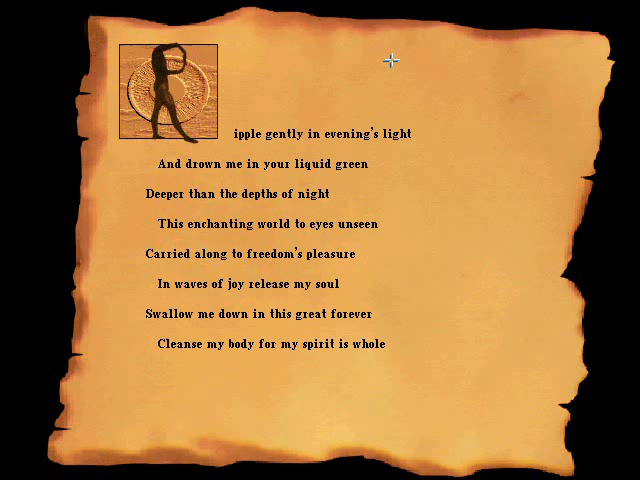 Ripple gently in evening's light
And drown me in your liquid green
Deeper than the depths of night
This enchanting world to eyes unseen
Carried along to freedom's pleasure
In waves of joy release my soul
Swallow me down in this great forever
Cleanse my body for my spirit is whole